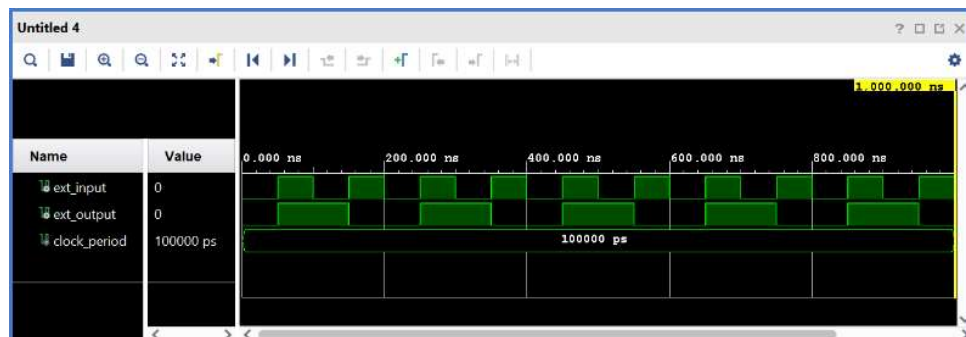 Untitled 4
1,000.000 ns
Name Value 0.000 ns 200.000 ns 400.000 ns 600.000 ns 800.000 ns
ext_input 0
ext_output 0
clock_period 100000 ps 100000 ps